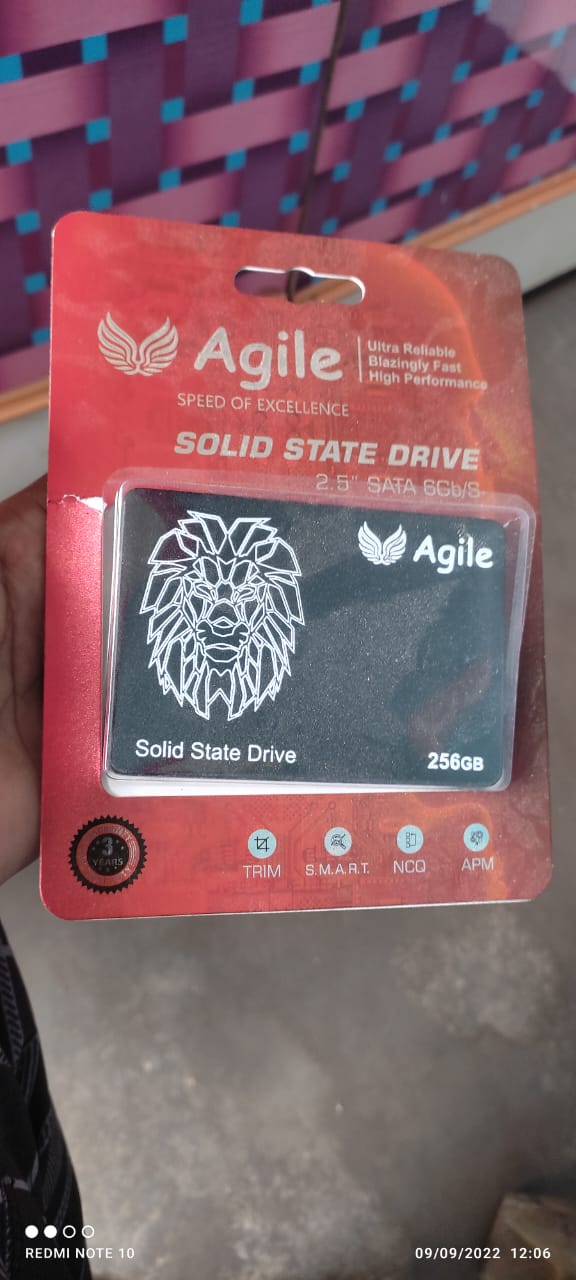 Agile
Ultra Reliable
Blazingly Fast
High Performance
SPEED OF EXCELLENCE
SOLID STATE DRIVE
2.5" SATA 6Gb/S
Agile
Solid State Drive
256GB
3
YEARS
TRIM
S.M.A.R.T.
NCQ
APM
REDMI NOTE 10
09/09/2022 12:06